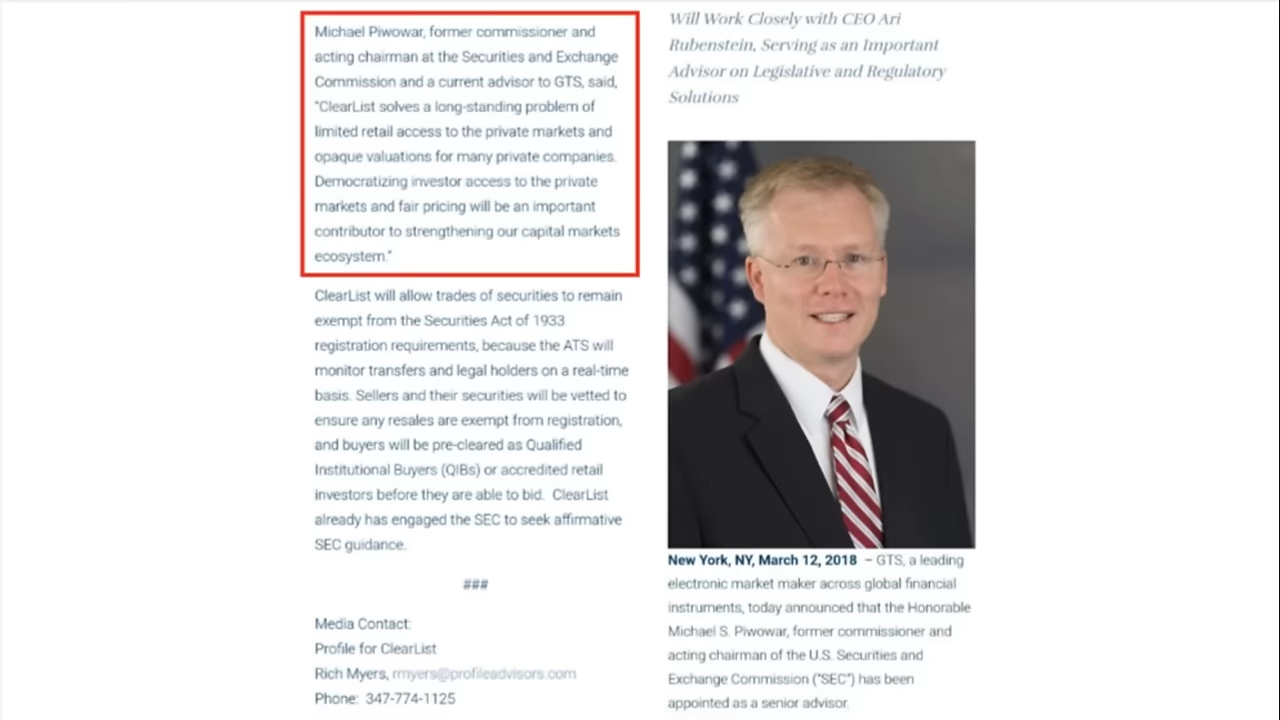 Michael Piwowar, former commissioner and
acting chairman at the Securities and Exchange
Commission and a current advisor to GTS, said,
"ClearList solves a long-standing problem of
limited retail access to the private markets and
opaque valuations for many private companies.
Democratizing investor access to the private
markets and fair pricing will be an important
contributor to strengthening our capital markets
ecosystem."
ClearList will allow trades of securities to remain
exempt from the Securities Act of 1933
registration requirements, because the ATS will
monitor transfers and legal holders on a real-time
basis. Sellers and their securities will be vetted to
ensure any resales are exempt from registration,
and buyers will be pre-cleared as Qualified
Institutional Buyers (QIBs) or accredited retail
investors before they are able to bid.  ClearList
already has engaged the SEC to seek affirmative
SEC guidance.
###
Media Contact:
Profile for ClearList
Rich Myers, rmyers@profileadvisors.com
Phone:  347-774-1125
Will Work Closely with CEO Ari
Rubenstein, Serving as an Important
Advisor on Legislative and Regulatory
Solutions
New York, NY, March 12, 2018 – GTS, a leading
electronic market maker across global financial
instruments, today announced that the Honorable
Michael S. Piwowar, former commissioner and
acting chairman of the U.S. Securities and
Exchange Commission ("SEC") has been
appointed as a senior advisor.